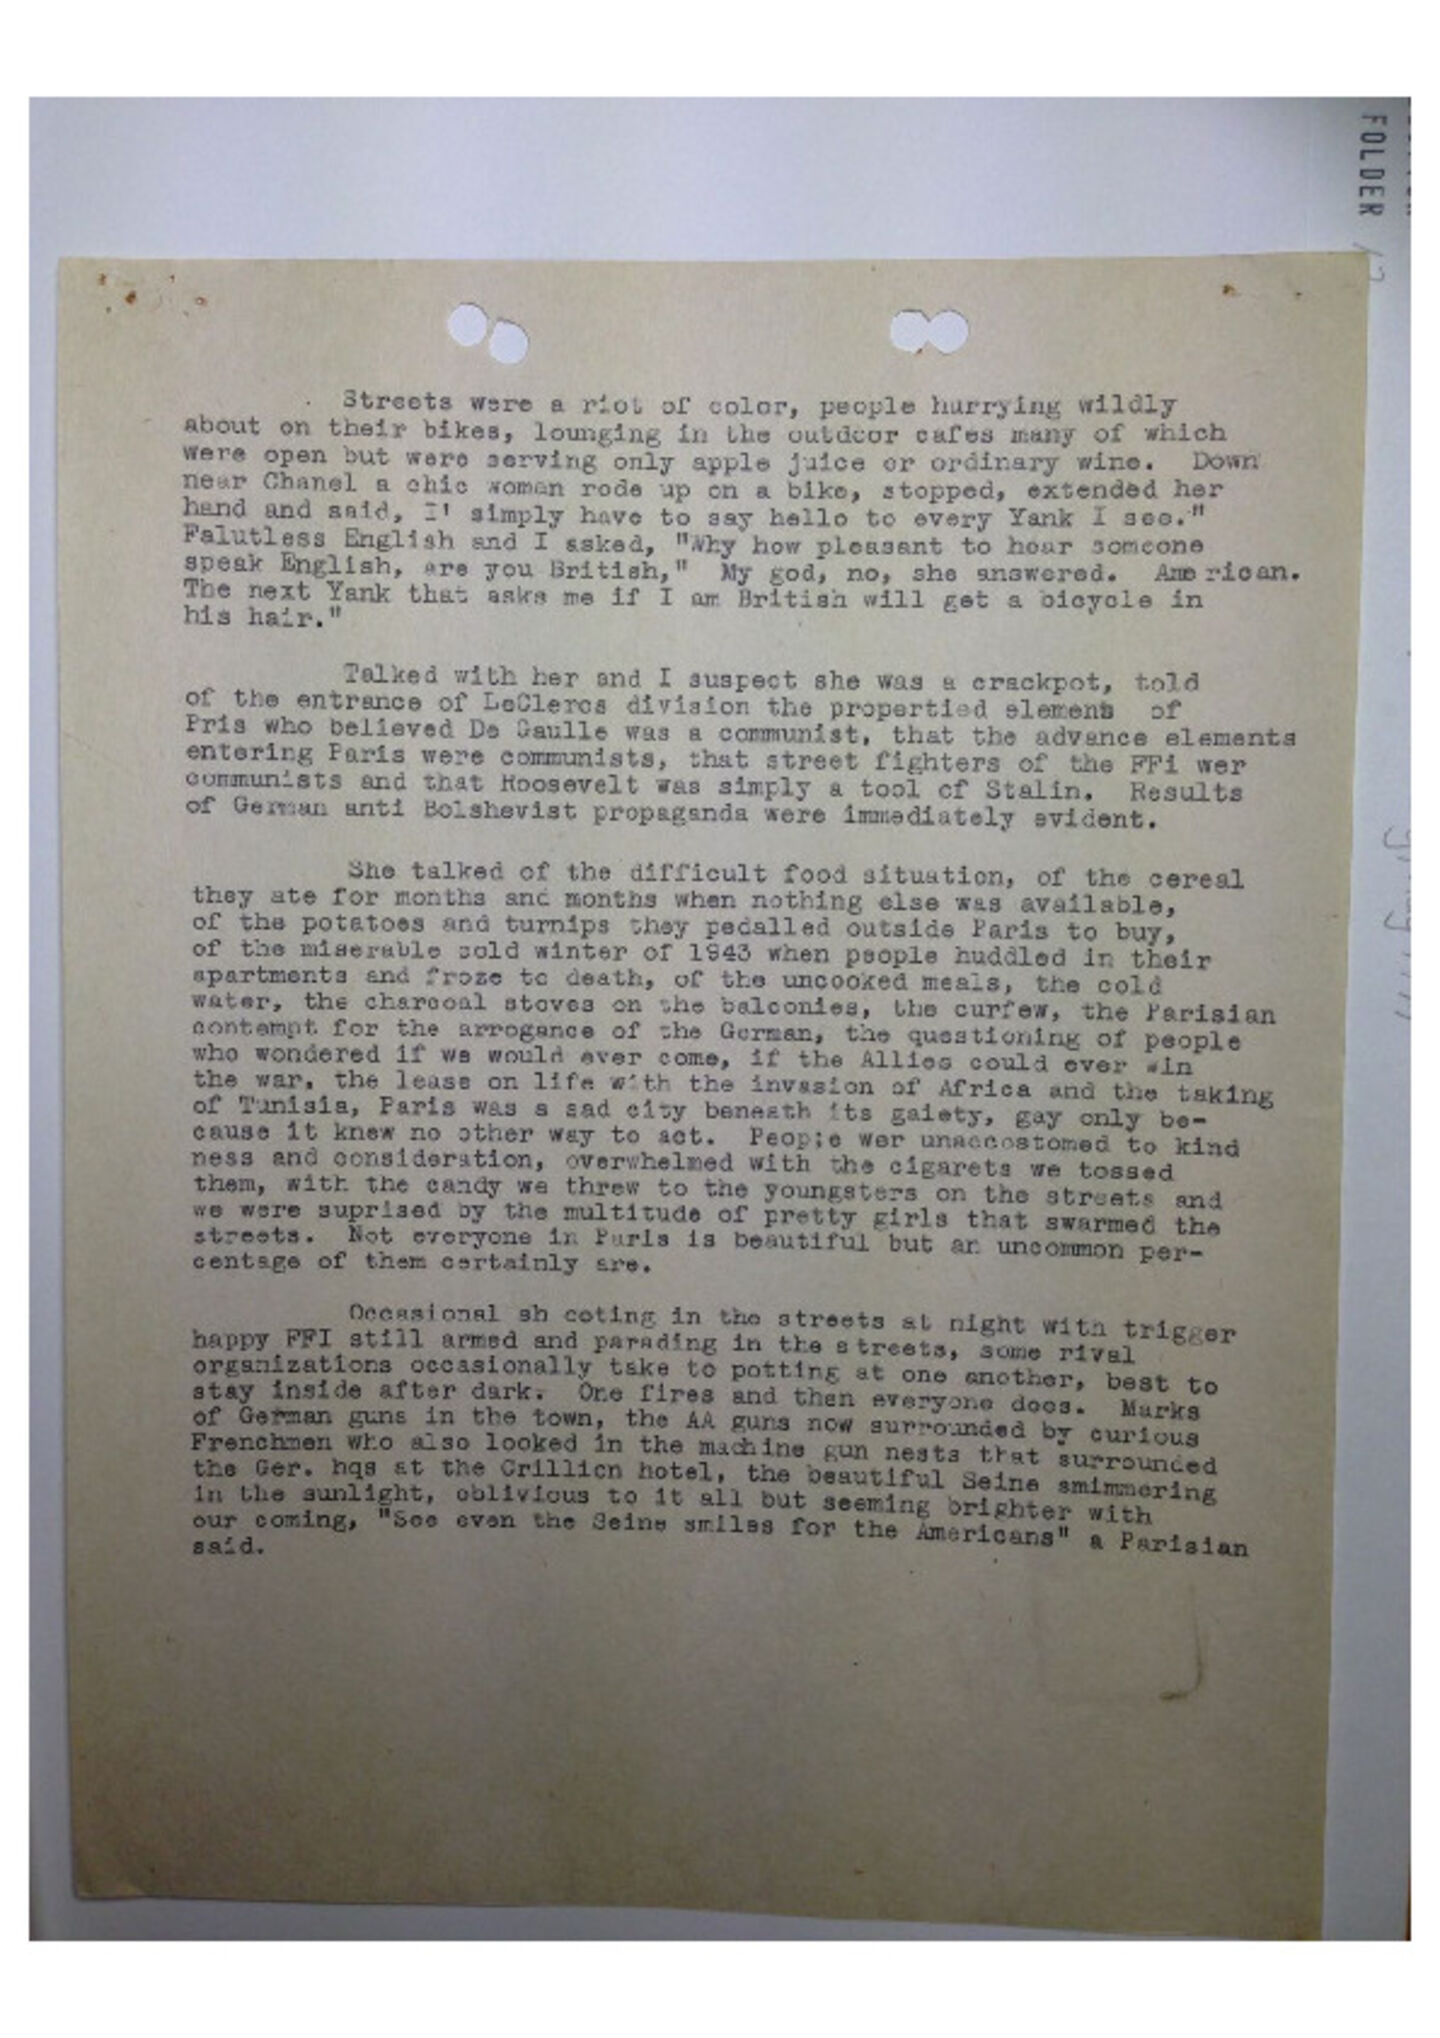 FOLDER
Streets were a riot of color, people hurrying wildly
about on their bikes, lounging in the outdoor cafes many of which
were open but were serving only apple juice or ordinary wine. Down
near Chanel a chic woman rode up on a bike, stopped, extended her
hand and said, I' simply have to say hello to every Yank I see."
Falutless English and I asked, "Why how pleasant to hear someone
speak English, are you British," My god, no, she answered. American.
The next Yank that asks me if I am British will get a bicycle in
his hair."
Talked with her and I suspect she was a crackpot, told
of the entrance of LeClercs division the propertied elements of
Pris who believed De Gaulle was a communist, that the advance elements
entering Paris were communists, that street fighters of the FFi wer
communists and that Roosevelt was simply a tool of Stalin. Results
of German anti Bolshevist propaganda were immediately evident.
She talked of the difficult food situation, of the cereal
they ate for months and months when nothing else was available,
of the potatoes and turnips they pedalled outside Paris to buy,
of the miserable cold winter of 1943 when people huddled in their
apartments and froze to death, of the uncooked meals, the cold
water, the charcoal stoves on the balconies, the curfew, the Parisian
contempt for the arrogance of the German, the questioning of people
who wondered if we would ever come, if the Allies could ever win
the war, the lease on life with the invasion of Africa and the taking
of Tunisia, Paris was a sad city beneath its gaiety, gay only be-
cause it knew no other way to act. People wer unaccostomed to kind
ness and consideration, overwhelmed with the cigarets we tossed
them, with the candy we threw to the youngsters on the streets and
we were suprised by the multitude of pretty girls that swarmed the
streets. Not everyone in Paris is beautiful but an uncommon per-
centage of them certainly are.
Occasional sh ooting in the streets at night with trigger
happy FFI still armed and parading in the streets, some rival
organizations occasionally take to potting at one another, best to
stay inside after dark. One fires and then everyone does. Marks
of German guns in the town, the AA guns now surrounded by curious
Frenchmen who also looked in the machine gun nests that surrounded
the Ger. hqs at the Crillion hotel, the beautiful Seine smimmering
in the sunlight, oblivious to it all but seeming brighter with
our coming, "See even the Seine smiles for the Americans" a Parisian
said.